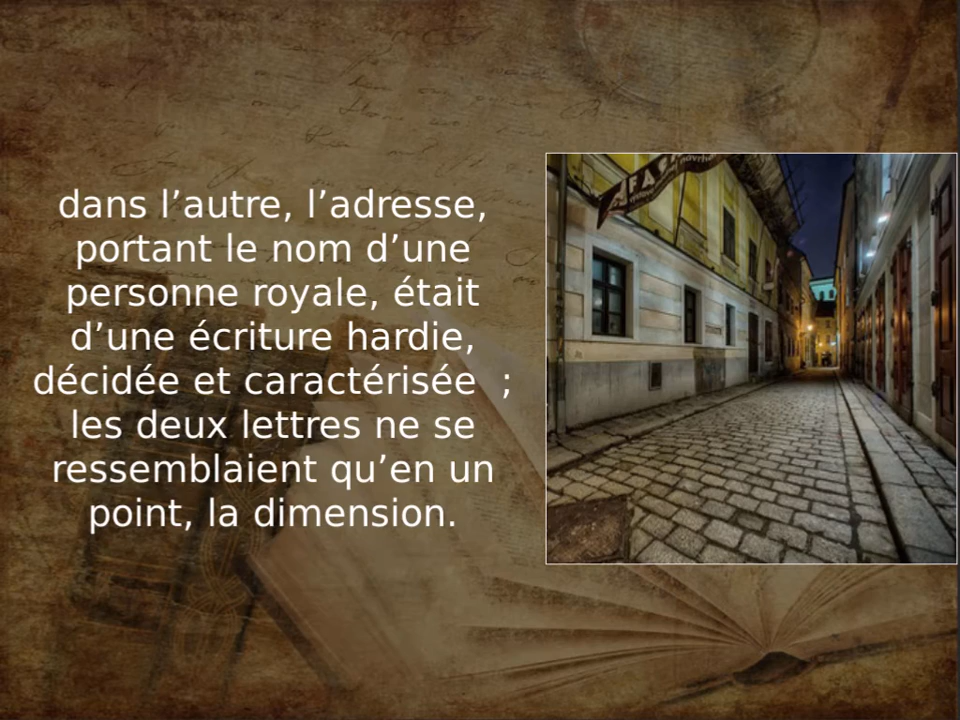 dans l’autre, l’adresse,
portant le nom d’une
personne royale, était
d’une écriture hardie,
décidée et caractérisée  ;
les deux lettres ne se
ressemblaient qu’en un
point, la dimension.